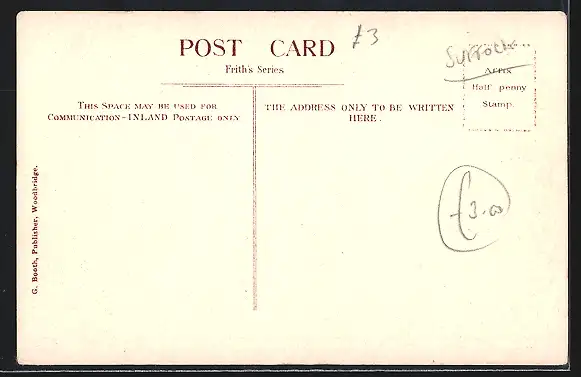 POST CARD £3
Frith's Series
Suffolk
Affix
Half penny
Stamp.
THIS SPACE MAY BE USED FOR
COMMUNICATION-INLAND POSTAGE ONLY
THE ADDRESS ONLY TO BE WRITTEN
HERE.
£3.00
G. Booth, Publisher, Woodbridge.